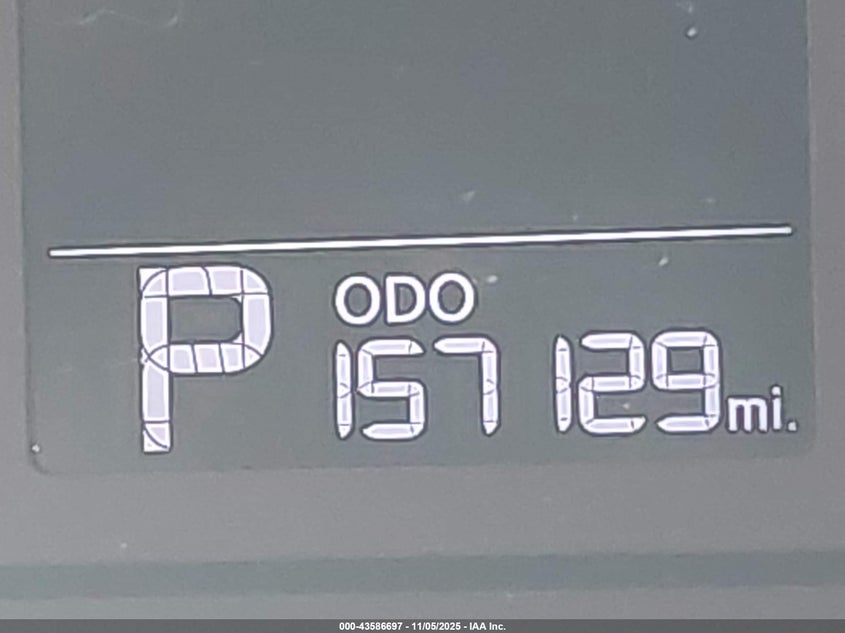 P
ODO
157 129 mi.
000-43586697 - 11/05/2025 - IAA Inc.